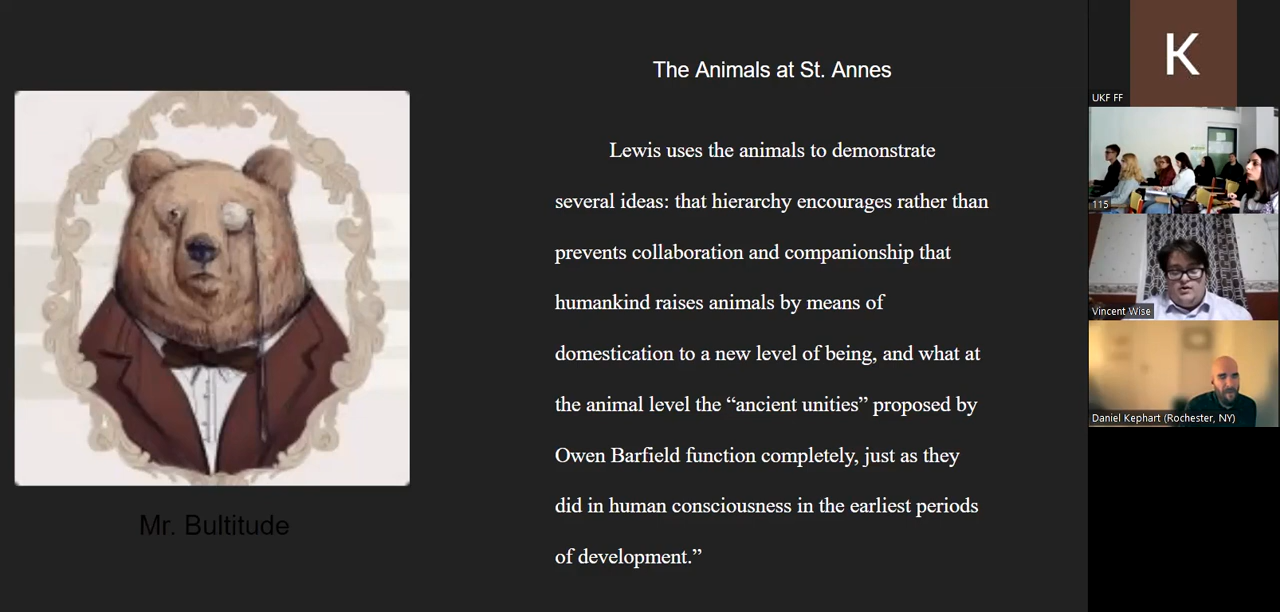 The Animals at St. Annes
Lewis uses the animals to demonstrate
several ideas: that hierarchy encourages rather than
prevents collaboration and companionship that
humankind raises animals by means of
domestication to a new level of being, and what at
the animal level the “ancient unities” proposed by
Owen Barfield function completely, just as they
did in human consciousness in the earliest periods
of development.”
Mr. Bultitude
K
UKF FF
115
Vincent Wise
Daniel Kephart (Rochester, NY)